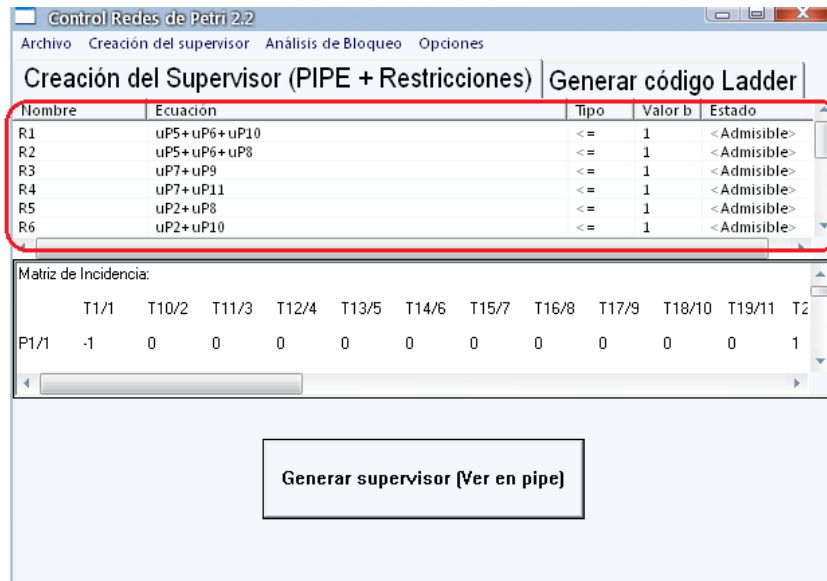 Control Redes de Petri 2.2
Archivo Creación del supervisor Análisis de Bloqueo Opciones
Creación del Supervisor (PIPE + Restricciones) Generar código Ladder
Nombre Ecuación Tipo Valor b Estado
R1 uP5+uP6+uP10 <= 1 <Admisible>
R2 uP5+uP6+uP8 <= 1 <Admisible>
R3 uP7+uP9 <= 1 <Admisible>
R4 uP7+uP11 <= 1 <Admisible>
R5 uP2+uP8 <= 1 <Admisible>
R6 uP2+uP10 <= 1 <Admisible>
Matriz de Incidencia:
T1/1 T10/2 T11/3 T12/4 T13/5 T14/6 T15/7 T16/8 T17/9 T18/10 T19/11 T2
P1/1 -1 0 0 0 0 0 0 0 0 0 0 1
Generar supervisor (Ver en pipe)